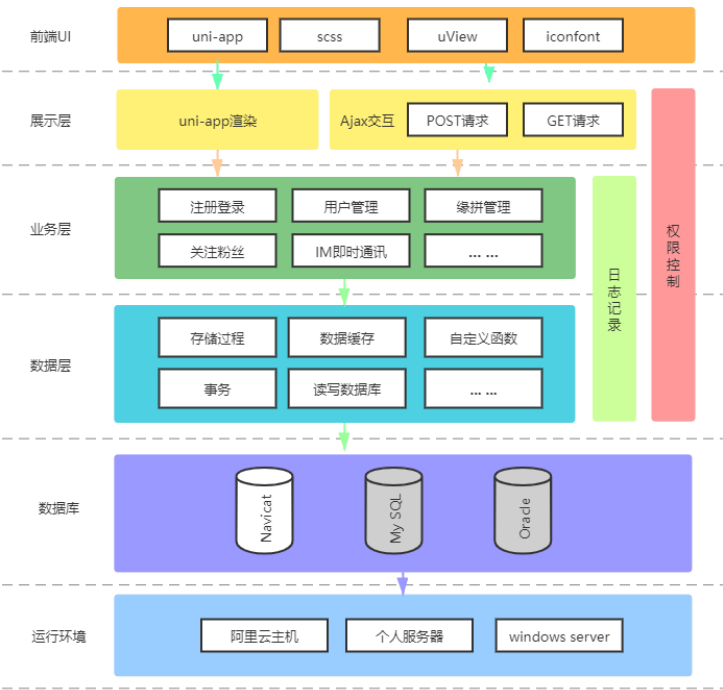 前端UI
uni-app
scss
uView
iconfont
展示层
uni-app渲染
Ajax交互
POST请求
GET请求
业务层
注册登录
用户管理
缘拼管理
关注粉丝
IM即时通讯
... ...
日志记录
权限控制
数据层
存储过程
数据缓存
自定义函数
事务
读写数据库
... ...
数据库
Navicat
My SQL
Oracle
运行环境
阿里云主机
个人服务器
windows server